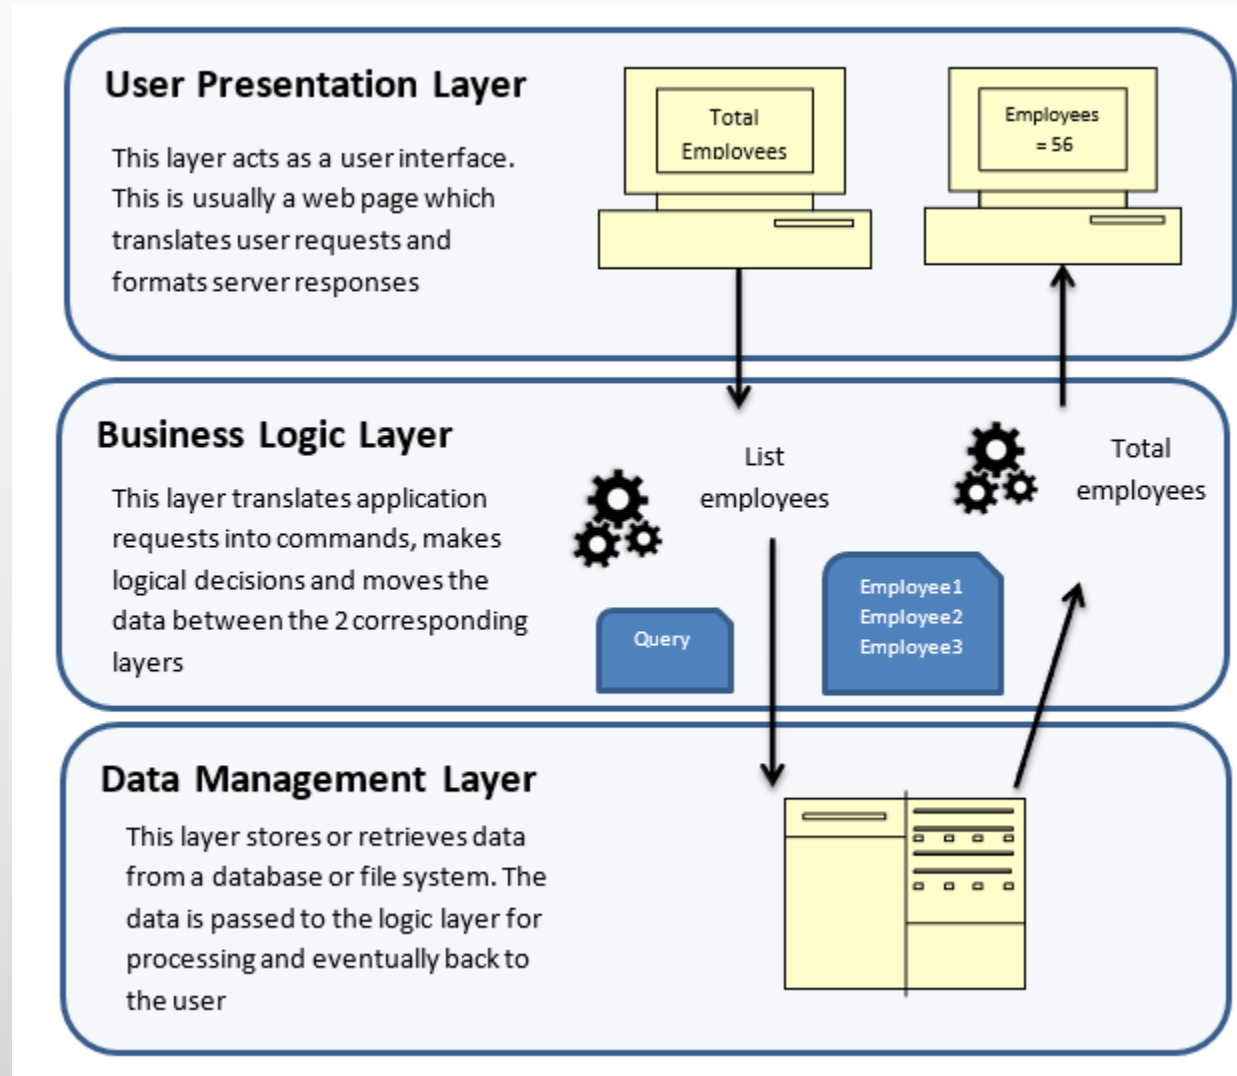 User Presentation Layer
This layer acts as a user interface.
This is usually a web page which
translates user requests and
formats server responses
Total
Employees
Employees
= 56
Business Logic Layer
This layer translates application
requests into commands, makes
logical decisions and moves the
data between the 2 corresponding
layers
List
employees
Total
employees
Query
Employee1
Employee2
Employee3
Data Management Layer
This layer stores or retrieves data
from a database or file system. The
data is passed to the logic layer for
processing and eventually back to
the user